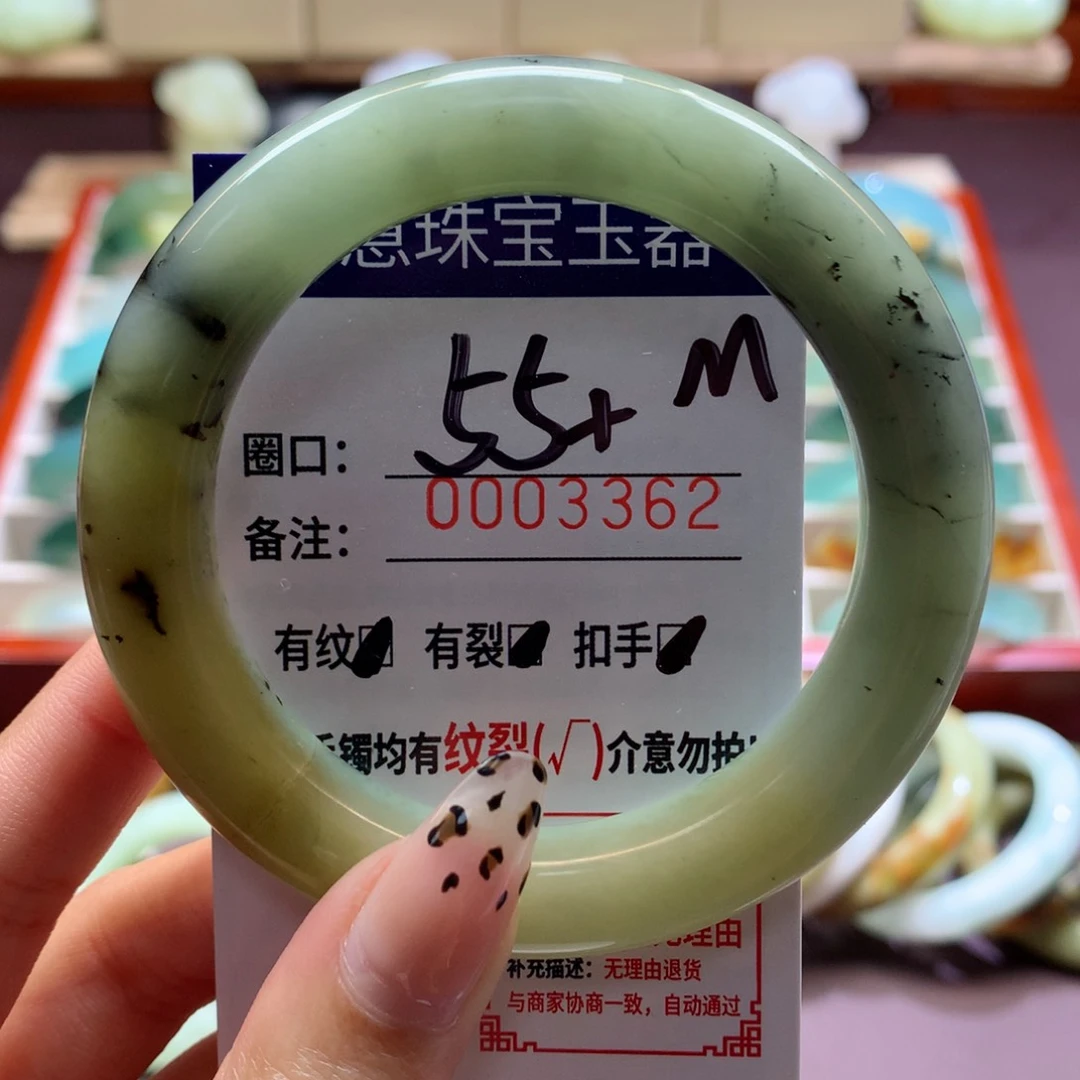 珠宝玉器
55+ M
圈口：
0003362
备注：
有纹 有裂 扣手
镯均有纹裂(√)介意勿拍
理由
补充描述：无理由退货
与商家协商一致，自动通过